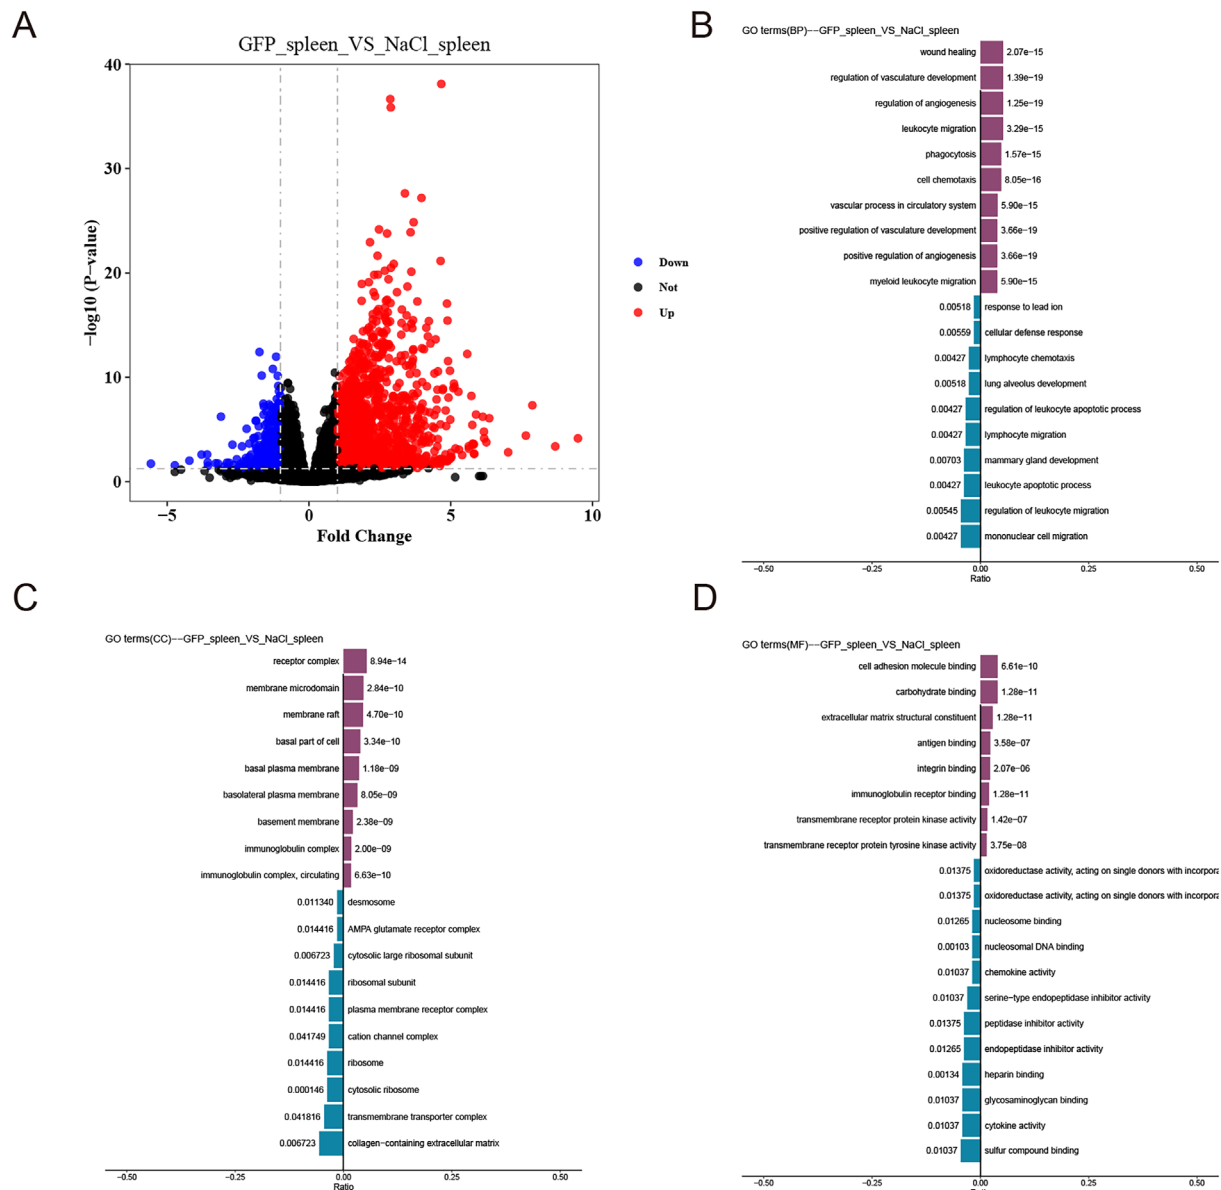 A
GFP_spleen_VS_NaCl_spleen
40
30
20
10
0
−log10 (P−value)
−5
0
5
10
Fold Change
Down
Not
Up
B
GO terms(BP)−−GFP_spleen_VS_NaCl_spleen
wound healing 2.07e−15
regulation of vasculature development 1.39e−19
regulation of angiogenesis 1.25e−19
leukocyte migration 3.29e−15
phagocytosis 1.57e−15
cell chemotaxis 8.05e−16
vascular process in circulatory system 5.90e−15
positive regulation of vasculature development 3.66e−19
positive regulation of angiogenesis 3.66e−19
myeloid leukocyte migration 5.90e−15
0.00518 response to lead ion
0.00559 cellular defense response
0.00427 lymphocyte chemotaxis
0.00518 lung alveolus development
0.00427 regulation of leukocyte apoptotic process
0.00427 lymphocyte migration
0.00703 mammary gland development
0.00427 leukocyte apoptotic process
0.00545 regulation of leukocyte migration
0.00427 mononuclear cell migration
−0.50 −0.25 0.00 0.25 0.50
Ratio
C
GO terms(CC)−−GFP_spleen_VS_NaCl_spleen
receptor complex 8.94e−14
membrane microdomain 2.84e−10
membrane raft 4.70e−10
basal part of cell 3.34e−10
basal plasma membrane 1.18e−09
basolateral plasma membrane 8.05e−09
basement membrane 2.38e−09
immunoglobulin complex 2.00e−09
immunoglobulin complex, circulating 6.63e−10
0.011340 desmosome
0.014416 AMPA glutamate receptor complex
0.006723 cytosolic large ribosomal subunit
0.014416 ribosomal subunit
0.014416 plasma membrane receptor complex
0.041749 cation channel complex
0.014416 ribosome
0.000146 cytosolic ribosome
0.041816 transmembrane transporter complex
0.006723 collagen−containing extracellular matrix
−0.50 −0.25 0.00 0.25 0.50
Ratio
D
GO terms(MF)−−GFP_spleen_VS_NaCl_spleen
cell adhesion molecule binding 6.61e−10
carbohydrate binding 1.28e−11
extracellular matrix structural constituent 1.28e−11
antigen binding 3.58e−07
integrin binding 2.07e−06
immunoglobulin receptor binding 1.28e−11
transmembrane receptor protein kinase activity 1.42e−07
transmembrane receptor protein tyrosine kinase activity 3.75e−08
0.01375 oxidoreductase activity, acting on single donors with incorpora
0.01375 oxidoreductase activity, acting on single donors with incorpora
0.01265 nucleosome binding
0.00103 nucleosomal DNA binding
0.01037 chemokine activity
0.01037 serine−type endopeptidase inhibitor activity
0.01375 peptidase inhibitor activity
0.01265 endopeptidase inhibitor activity
0.00134 heparin binding
0.01037 glycosaminoglycan binding
0.01037 cytokine activity
0.01037 sulfur compound binding
−0.50 −0.25 0.00 0.25 0.50
Ratio